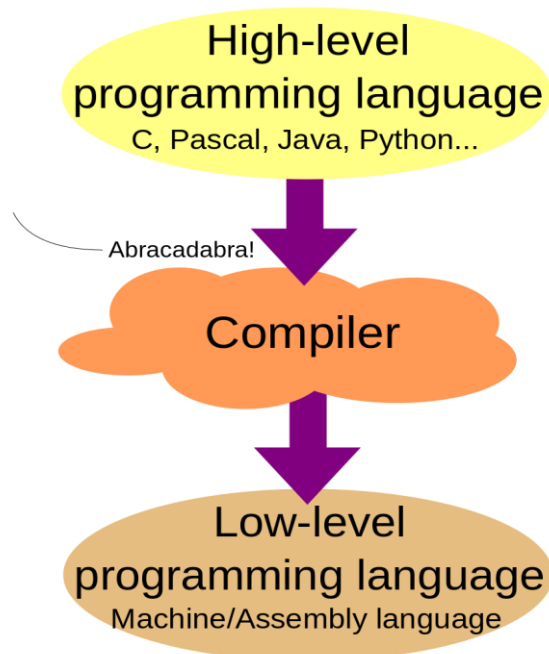 High-level
programming language
C, Pascal, Java, Python...
Abracadabra!
Compiler
Low-level
programming language
Machine/Assembly language